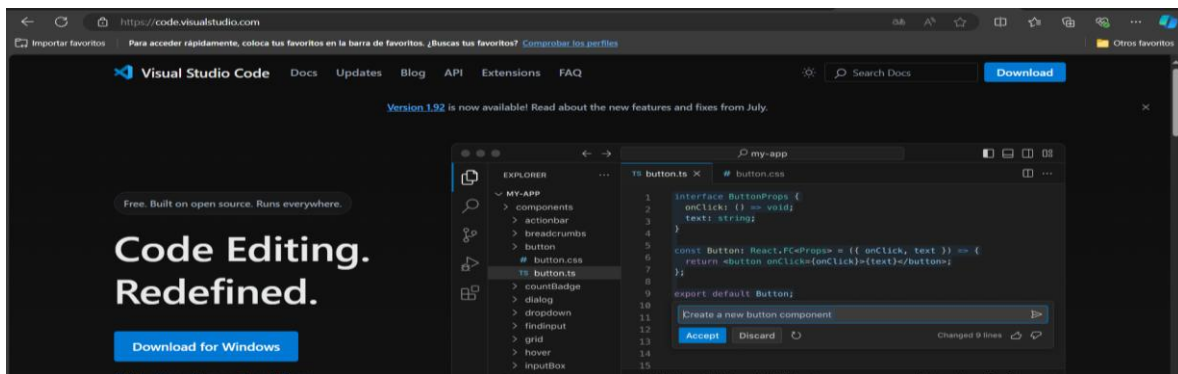 https://code.visualstudio.com
Importar favoritos Para acceder rápidamente, coloca tus favoritos en la barra de favoritos. ¿Buscas tus favoritos? Comprobar los perfiles Otros favoritos
Visual Studio Code Docs Updates Blog API Extensions FAQ Search Docs Download
Version 1.92 is now available! Read about the new features and fixes from July.
Free. Built on open source. Runs everywhere.
Code Editing.
Redefined.
Download for Windows
my-app
EXPLORER ···
MY-APP
> components
> actionbar
> breadcrumbs
> button
# button.css
TS button.ts
> countBadge
> dialog
> dropdown
> findinput
> grid
> hover
> inputBox
TS button.ts × # button.css
1 interface ButtonProps {
2 onClick: () => void;
3 text: string;
4 }
5
6 const Button: React.FC<Props> = ({ onClick, text }) => {
7 return <button onClick={onClick}>{text}</button>;
8 };
9
10 export default Button;
11
12
13
14
15
Create a new button component
Accept Discard Changed 9 lines